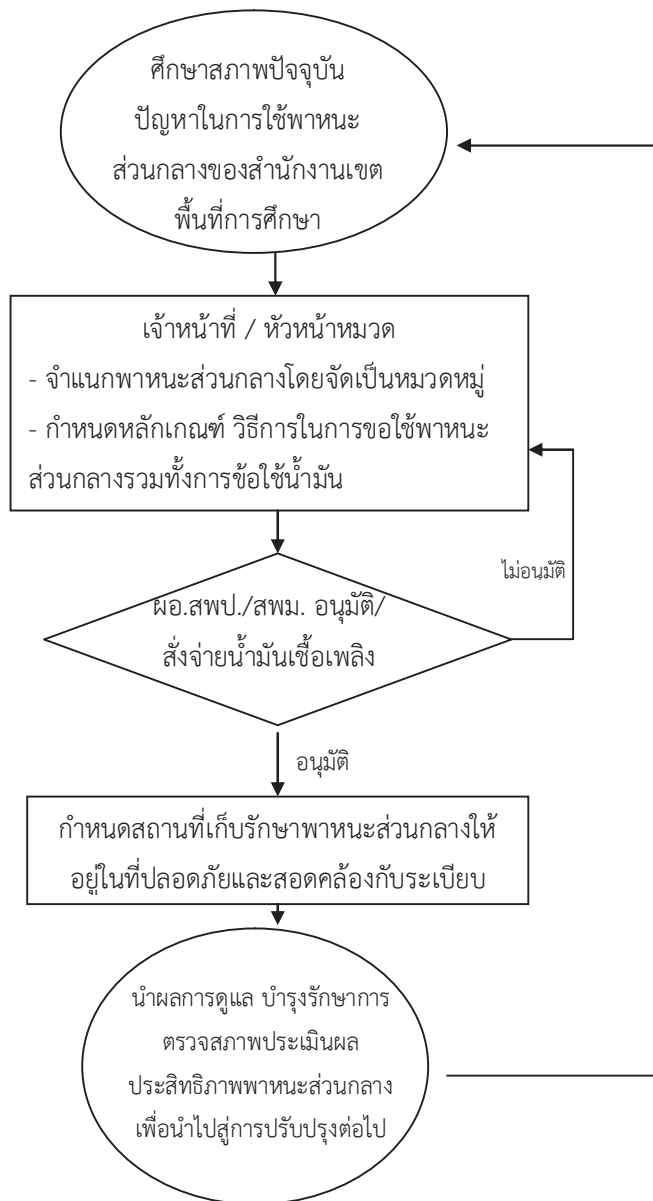 ศึกษาสภาพปัจจุบัน
ปัญหาในการใช้พาหนะ
ส่วนกลางของสำนักงานเขต
พื้นที่การศึกษา
เจ้าหน้าที่ / หัวหน้าหมวด
- จำแนกพาหนะส่วนกลางโดยจัดเป็นหมวดหมู่
- กำหนดหลักเกณฑ์ วิธีการในการขอใช้พาหนะ
ส่วนกลางรวมทั้งการข้อใช้น้ำมัน
ไม่อนุมัติ
ผอ.สพป./สพม. อนุมัติ/
สั่งจ่ายน้ำมันเชื้อเพลิง
อนุมัติ
กำหนดสถานที่เก็บรักษาพาหนะส่วนกลางให้
อยู่ในที่ปลอดภัยและสอดคล้องกับระเบียบ
นำผลการดูแล บำรุงรักษาการ
ตรวจสภาพประเมินผล
ประสิทธิภาพพาหนะส่วนกลาง
เพื่อนำไปสู่การปรับปรุงต่อไป